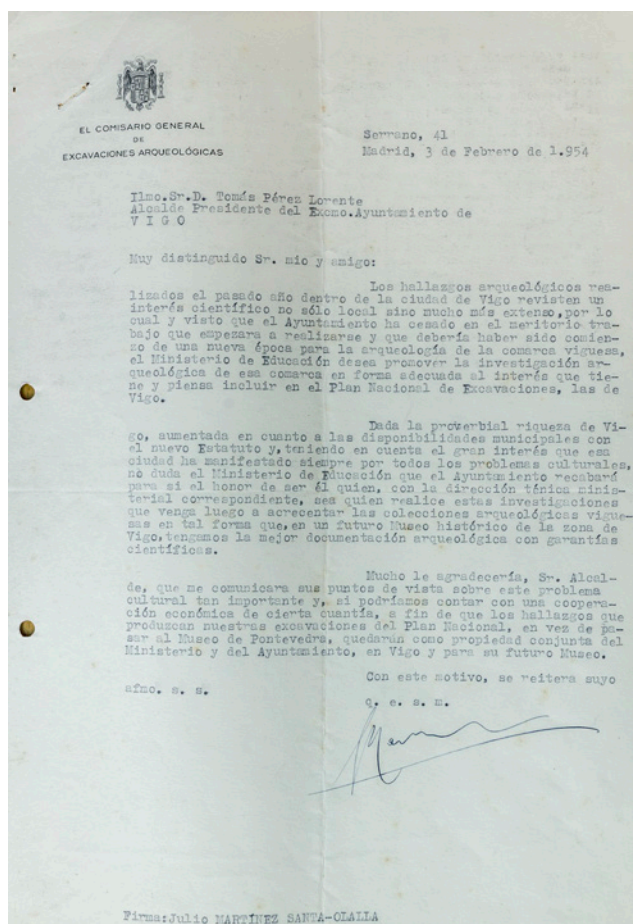 EL COMISARIO GENERAL
DE
EXCAVACIONES ARQUEOLÓGICAS
Serrano, 41
Madrid, 3 de Febrero de 1.954
Ilmo.Sr.D. Tomás Pérez Lorente
Alcalde Presidente del Excmo.Ayuntamiento de
V I G O
Muy distinguido Sr. mio y amigo:
Los hallazgos arqueológicos rea-
lizados el pasado año dentro de la ciudad de Vigo revisten un
interés científico no sólo local sino mucho más extenso,por lo
cual y visto que el Ayuntamiento ha cesado en el meritorio tra-
bajo que empezara a realizarse y que debería haber sido comien-
zo de una nueva época para la arqueología de la comarca viguesa,
el Ministerio de Educación desea promover la investigación ar-
queológica de esa comarca en forma adecuada al interés que tie-
ne y piensa incluir en el Plan Nacional de Excavaciones, las de
Vigo.
Dada la proverbial riqueza de Vi-
go, aumentada en cuanto a las disponibilidades municipales con
el nuevo Estatuto y,teniendo en cuenta el gran interés que esa
ciudad ha manifestado siempre por todos los problemas culturales,
no duda el Ministerio de Educación que el Ayuntamiento recabará
para si el honor de ser él quien, con la dirección ténica minis-
terial correspondiente, sea quien realice estas investigaciones
que venga luego a acrecentar las colecciones arqueológicas vigue-
sas en tal forma que,en un futuro Museo histórico de la zona de
Vigo,tengamos la mejor documentación arqueológica con garantías
científicas.
Mucho le agradecería, Sr. Alcal-
de, que me comunicara sus puntos de vista sobre este problema
cultural tan importante y, si podríamos contar con una coopera-
ción económica de cierta cuantía, a fin de que los hallazgos que
produzcan nuestras excavaciones del Plan Nacional, en vez de pa-
sar al Museo de Pontevedra, quedarán como propiedad conjunta del
Ministerio y del Ayuntamiento, en Vigo y para su futuro Museo.
Con este motivo, se reitera suyo
afmo. s. s.
q. e. s. m.
Firma:Julio MARTÍNEZ SANTA-OLALLA